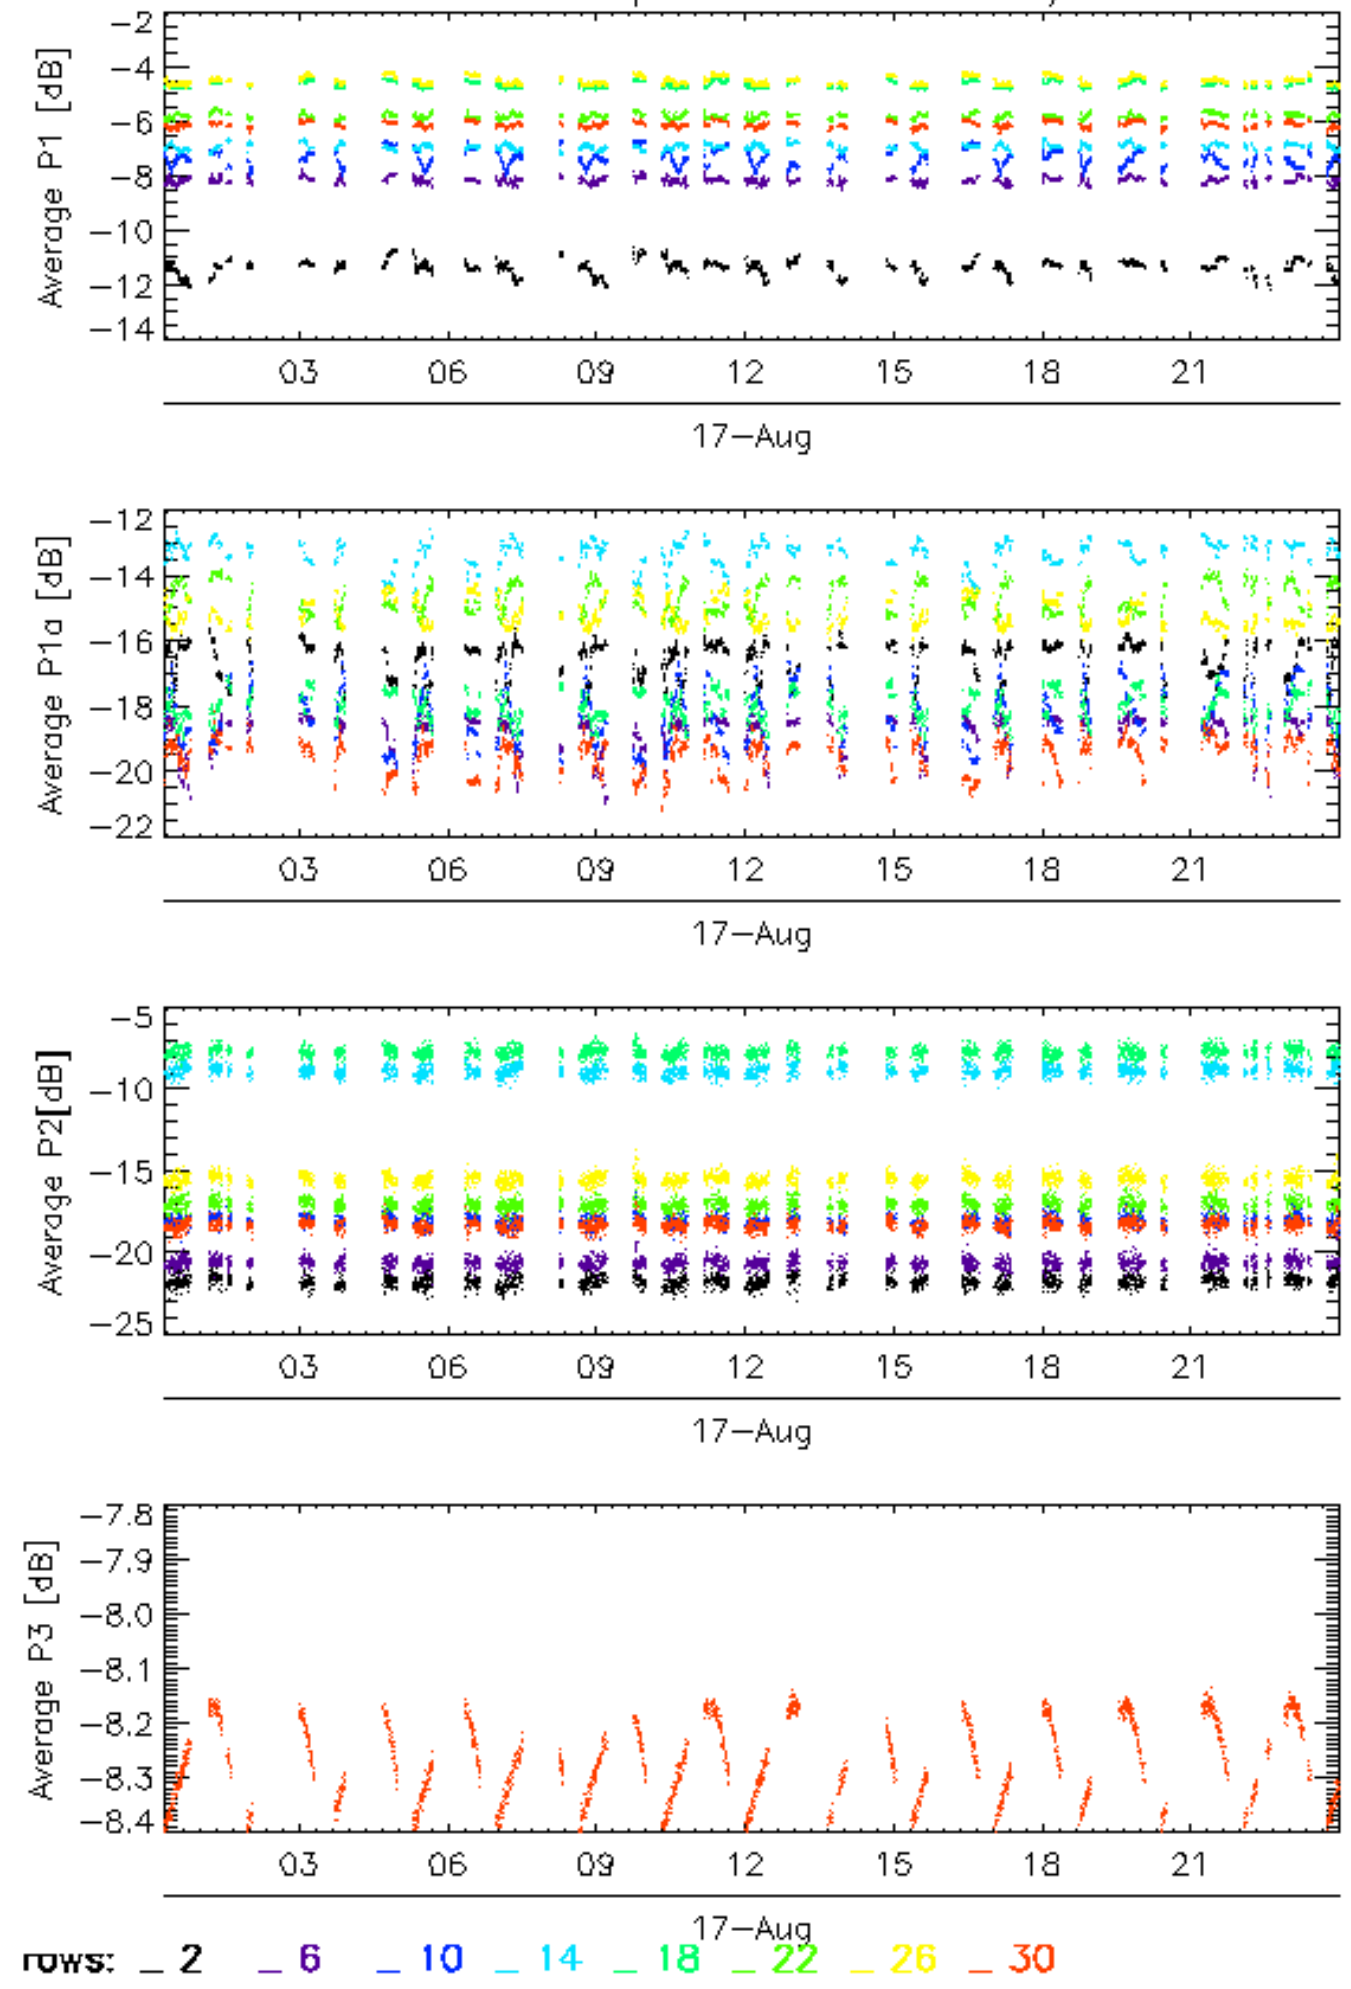 Average P1 [dB]
-2
-4
-6
-8
-10
-12
-14
03 06 09 12 15 18 21
17-Aug
Average P1a [dB]
-12
-14
-16
-18
-20
-22
03 06 09 12 15 18 21
17-Aug
Average P2[dB]
-5
-10
-15
-20
-25
03 06 09 12 15 18 21
17-Aug
Average P3 [dB]
-7.8
-7.9
-8.0
-8.1
-8.2
-8.3
-8.4
03 06 09 12 15 18 21
17-Aug
rows: _ 2 _ 6 _ 10 _ 14 _ 18 _ 22 _ 26 _ 30